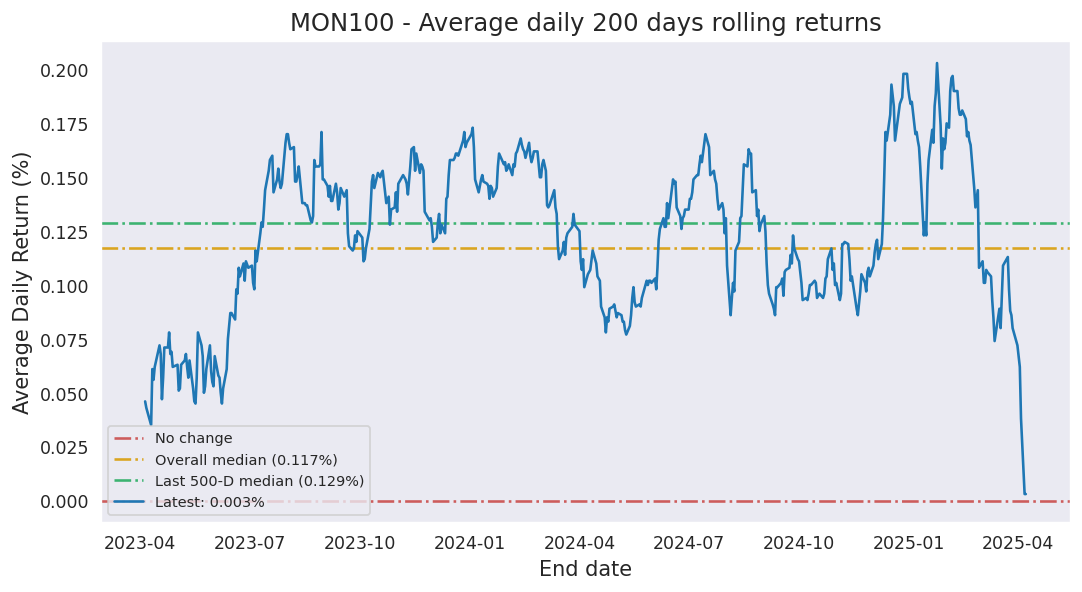 MON100 - Average daily 200 days rolling returns
Average Daily Return (%)
0.200
0.175
0.150
0.125
0.100
0.075
0.050
0.025
0.000
No change
Overall median (0.117%)
Last 500-D median (0.129%)
Latest: 0.003%
2023-04 2023-07 2023-10 2024-01 2024-04 2024-07 2024-10 2025-01 2025-04
End date